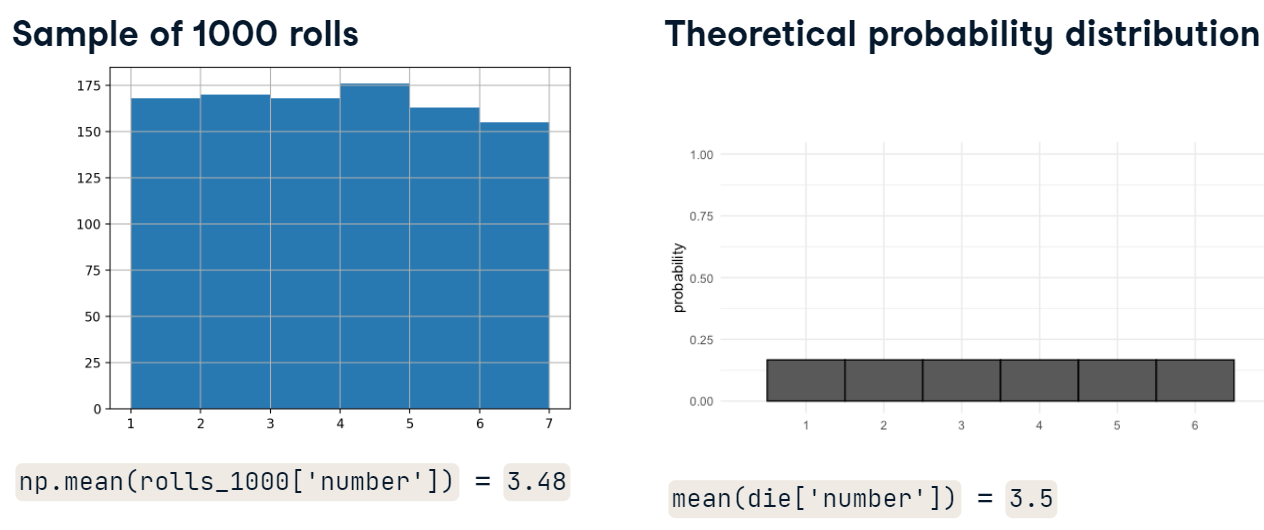 Sample of 1000 rolls
175
150
125
100
75
50
25
0
1 2 3 4 5 6 7
np.mean(rolls_1000['number']) = 3.48
Theoretical probability distribution
probability
1.00
0.75
0.50
0.25
0.00
1 2 3 4 5 6
mean(die['number']) = 3.5